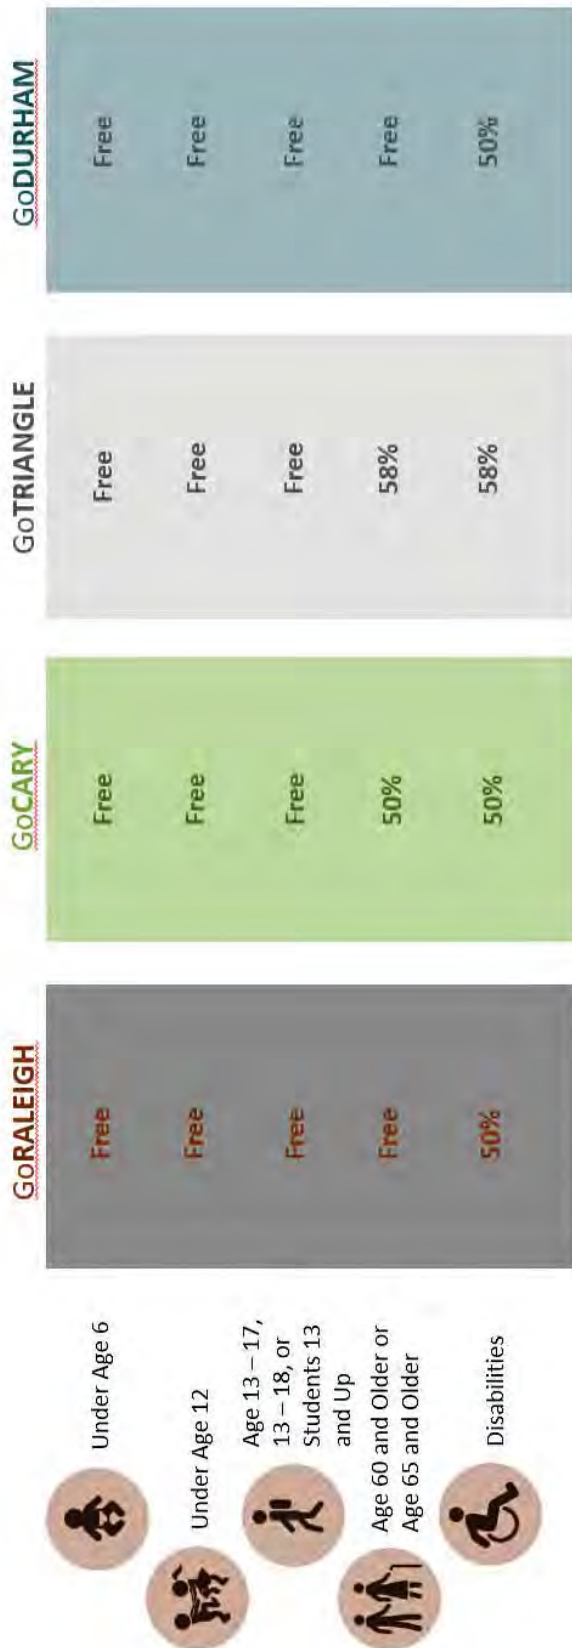 GoRALEIGH GoCARY GoTRIANGLE GoDURHAM
Under Age 6 Free Free Free Free
Under Age 12 Free Free Free Free
Age 13 – 17,
13 – 18, or
Students 13
and Up
Free Free Free Free
Age 60 and Older or
Age 65 and Older
Free 50% 58% Free
Disabilities 50% 50% 58% 50%